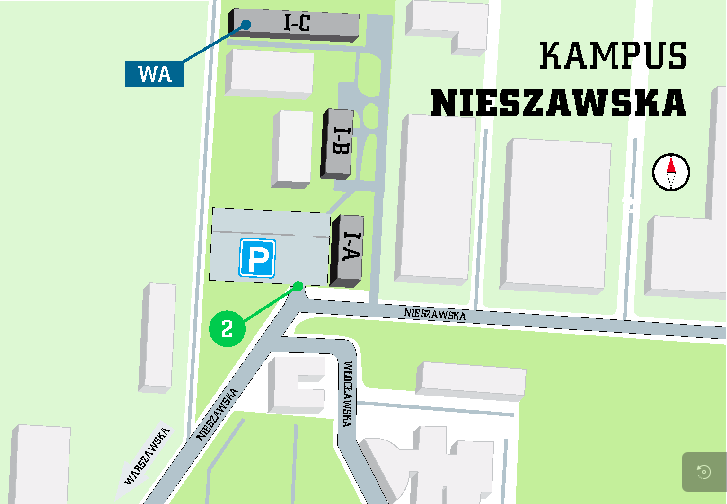 I-C
WA
KAMPUS
NIESZAWSKA
I-B
I-A
P
2
NIESZAWSKA
NIESZAWSKA
WŁOCŁAWSKA
WARSZAWSKA